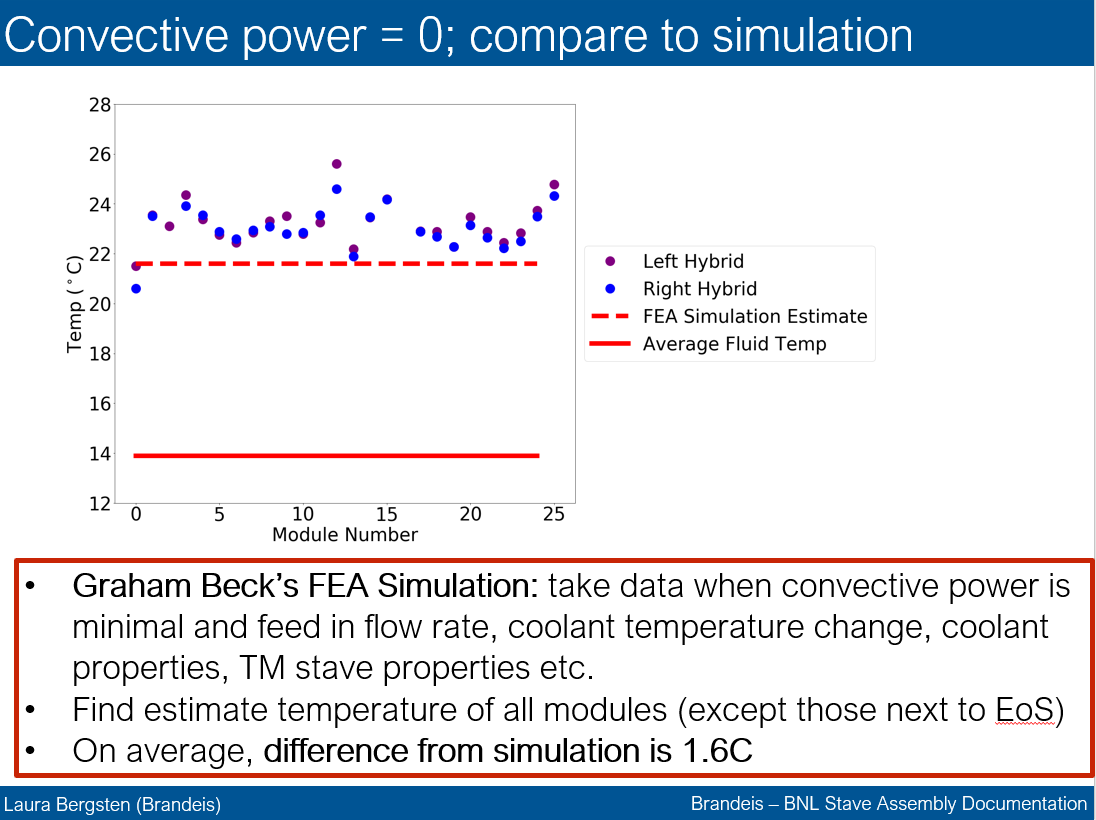 Convective power = 0; compare to simulation
28
26
24
22
20
18
16
14
12
Temp (°C)
0 5 10 15 20 25
Module Number
Left Hybrid
Right Hybrid
FEA Simulation Estimate
Average Fluid Temp
• Graham Beck’s FEA Simulation: take data when convective power is
minimal and feed in flow rate, coolant temperature change, coolant
properties, TM stave properties etc.
• Find estimate temperature of all modules (except those next to EoS)
• On average, difference from simulation is 1.6C
Laura Bergsten (Brandeis)
Brandeis – BNL Stave Assembly Documentation